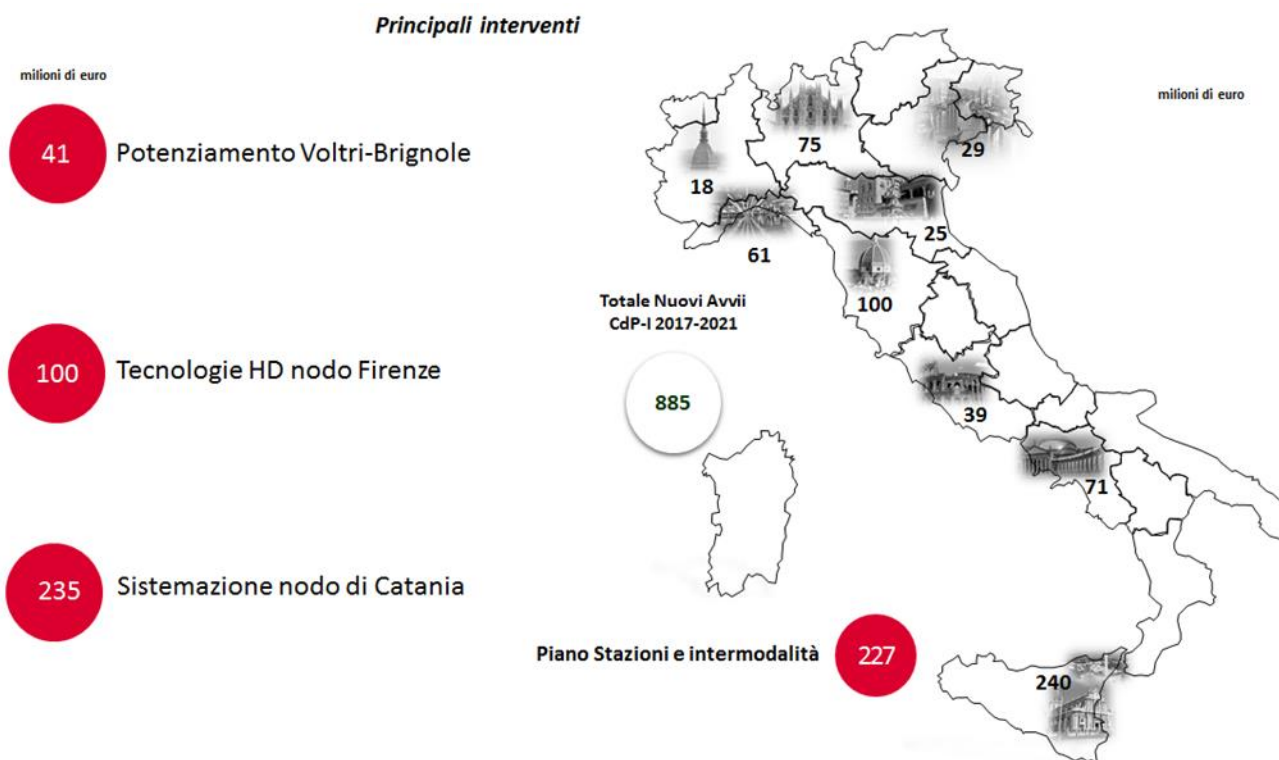 Principali interventi
milioni di euro
41 Potenziamento Voltri-Brignole
100 Tecnologie HD nodo Firenze
235 Sistemazione nodo di Catania
milioni di euro
75
29
18
25
61
100
Totale Nuovi Avvii
CdP-I 2017-2021
885
39
71
Piano Stazioni e intermodalità 227
240